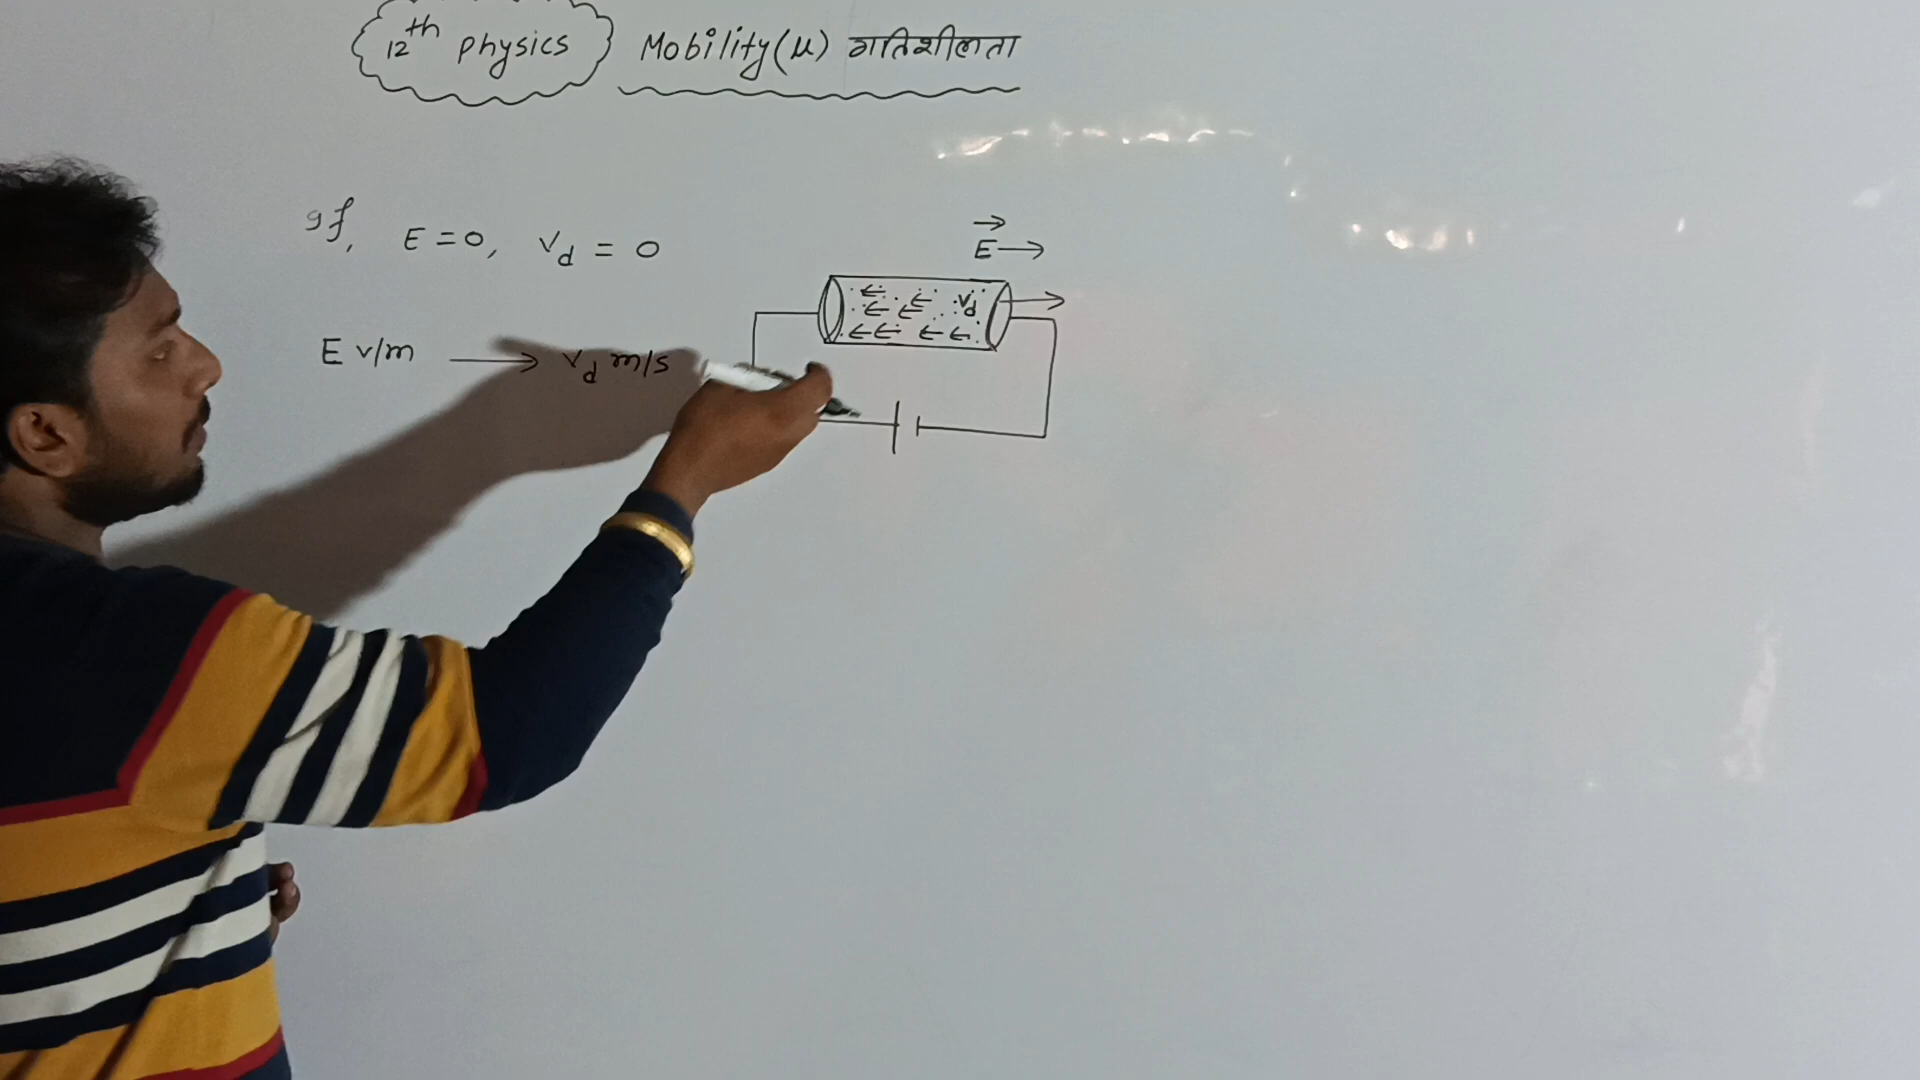 12th physics Mobility(μ) गतिशीलता
If, E = 0, Vd = 0
E→
Vd
E v/m → Vd m/s